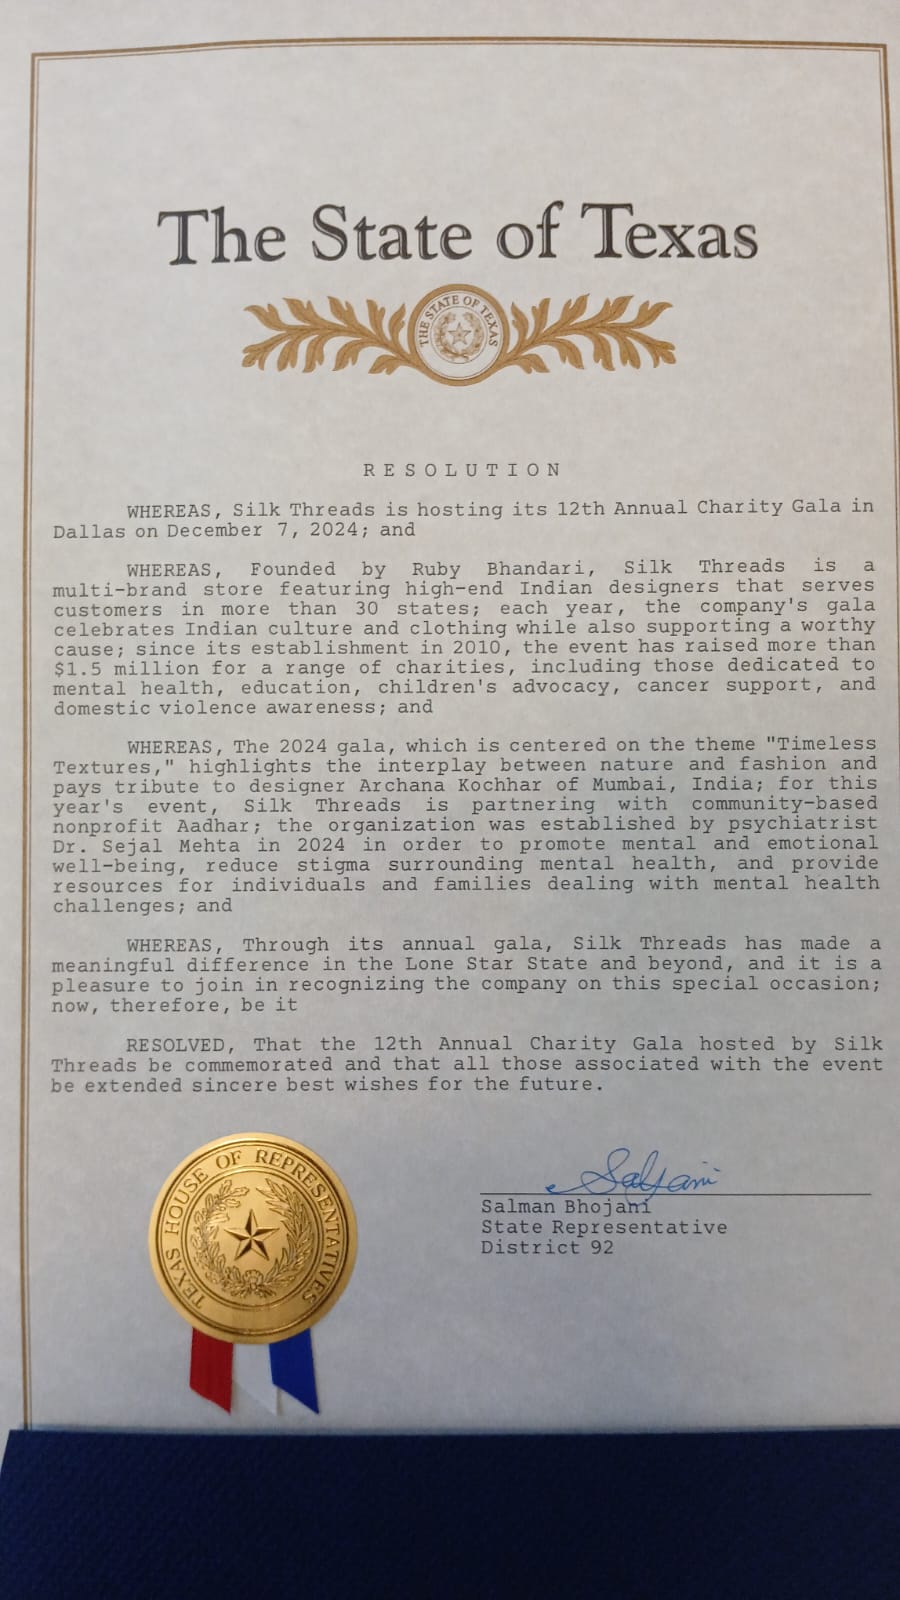 The State of Texas
THE STATE OF TEXAS
RESOLUTION
WHEREAS, Silk Threads is hosting its 12th Annual Charity Gala in
Dallas on December 7, 2024; and
WHEREAS, Founded by Ruby Bhandari, Silk Threads is a
multi-brand store featuring high-end Indian designers that serves
customers in more than 30 states; each year, the company's gala
celebrates Indian culture and clothing while also supporting a worthy
cause; since its establishment in 2010, the event has raised more than
$1.5 million for a range of charities, including those dedicated to
mental health, education, children's advocacy, cancer support, and
domestic violence awareness; and
WHEREAS, The 2024 gala, which is centered on the theme "Timeless
Textures," highlights the interplay between nature and fashion and
pays tribute to designer Archana Kochhar of Mumbai, India; for this
year's event, Silk Threads is partnering with community-based
nonprofit Aadhar; the organization was established by psychiatrist
Dr. Sejal Mehta in 2024 in order to promote mental and emotional
well-being, reduce stigma surrounding mental health, and provide
resources for individuals and families dealing with mental health
challenges; and
WHEREAS, Through its annual gala, Silk Threads has made a
meaningful difference in the Lone Star State and beyond, and it is a
pleasure to join in recognizing the company on this special occasion;
now, therefore, be it
RESOLVED, That the 12th Annual Charity Gala hosted by Silk
Threads be commemorated and that all those associated with the event
be extended sincere best wishes for the future.
TEXAS HOUSE OF REPRESENTATIVES
Salman Bhojani
State Representative
District 92